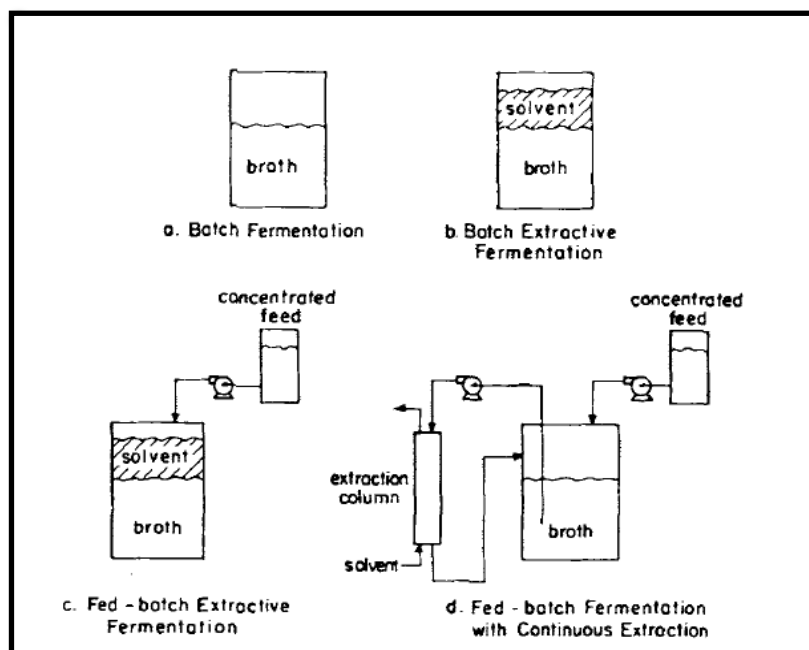 broth
a. Batch Fermentation
solvent
broth
b. Batch Extractive
Fermentation
concentrated
feed
solvent
broth
c. Fed - batch Extractive
Fermentation
concentrated
feed
extraction
column
solvent
broth
d. Fed - batch Fermentation
with Continuous Extraction